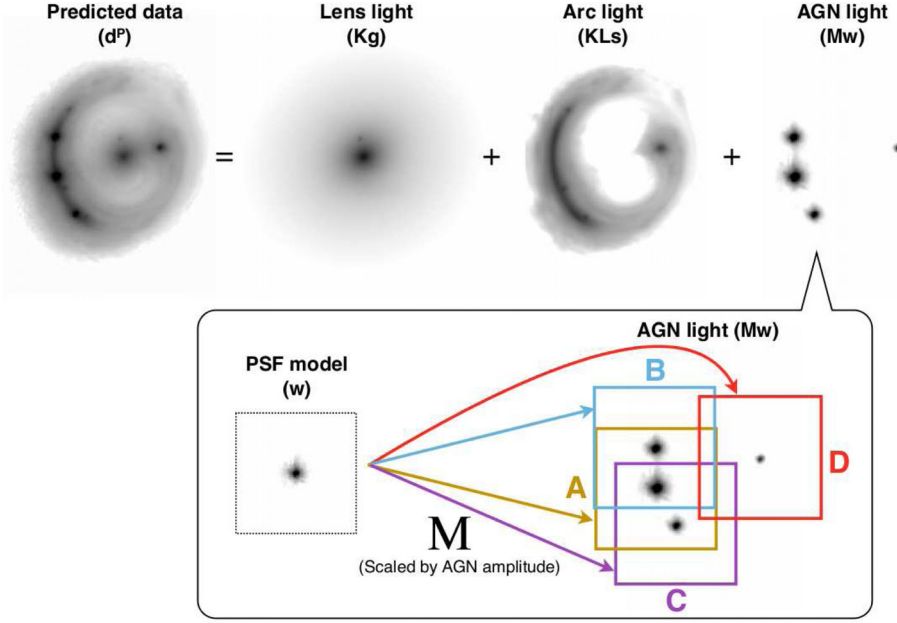 Predicted data
(dᴾ)
Lens light
(Kg)
Arc light
(KLs)
AGN light
(Mw)
=
+
+
AGN light (Mw)
PSF model
(w)
B
A
D
M
(Scaled by AGN amplitude)
C